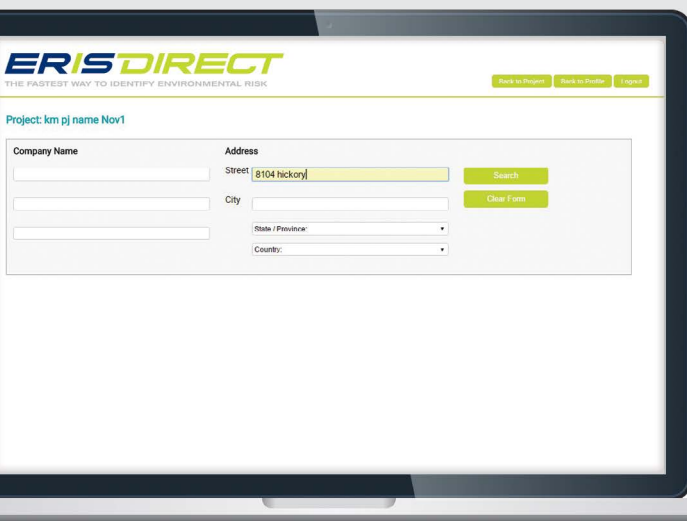 ERISDIRECT
THE FASTEST WAY TO IDENTIFY ENVIRONMENTAL RISK
Back to Project Back to Profile Logout
Project: km pj name Nov1
Company Name Address
Street 8104 hickory Search
City Clear Form
State / Province:
Country: